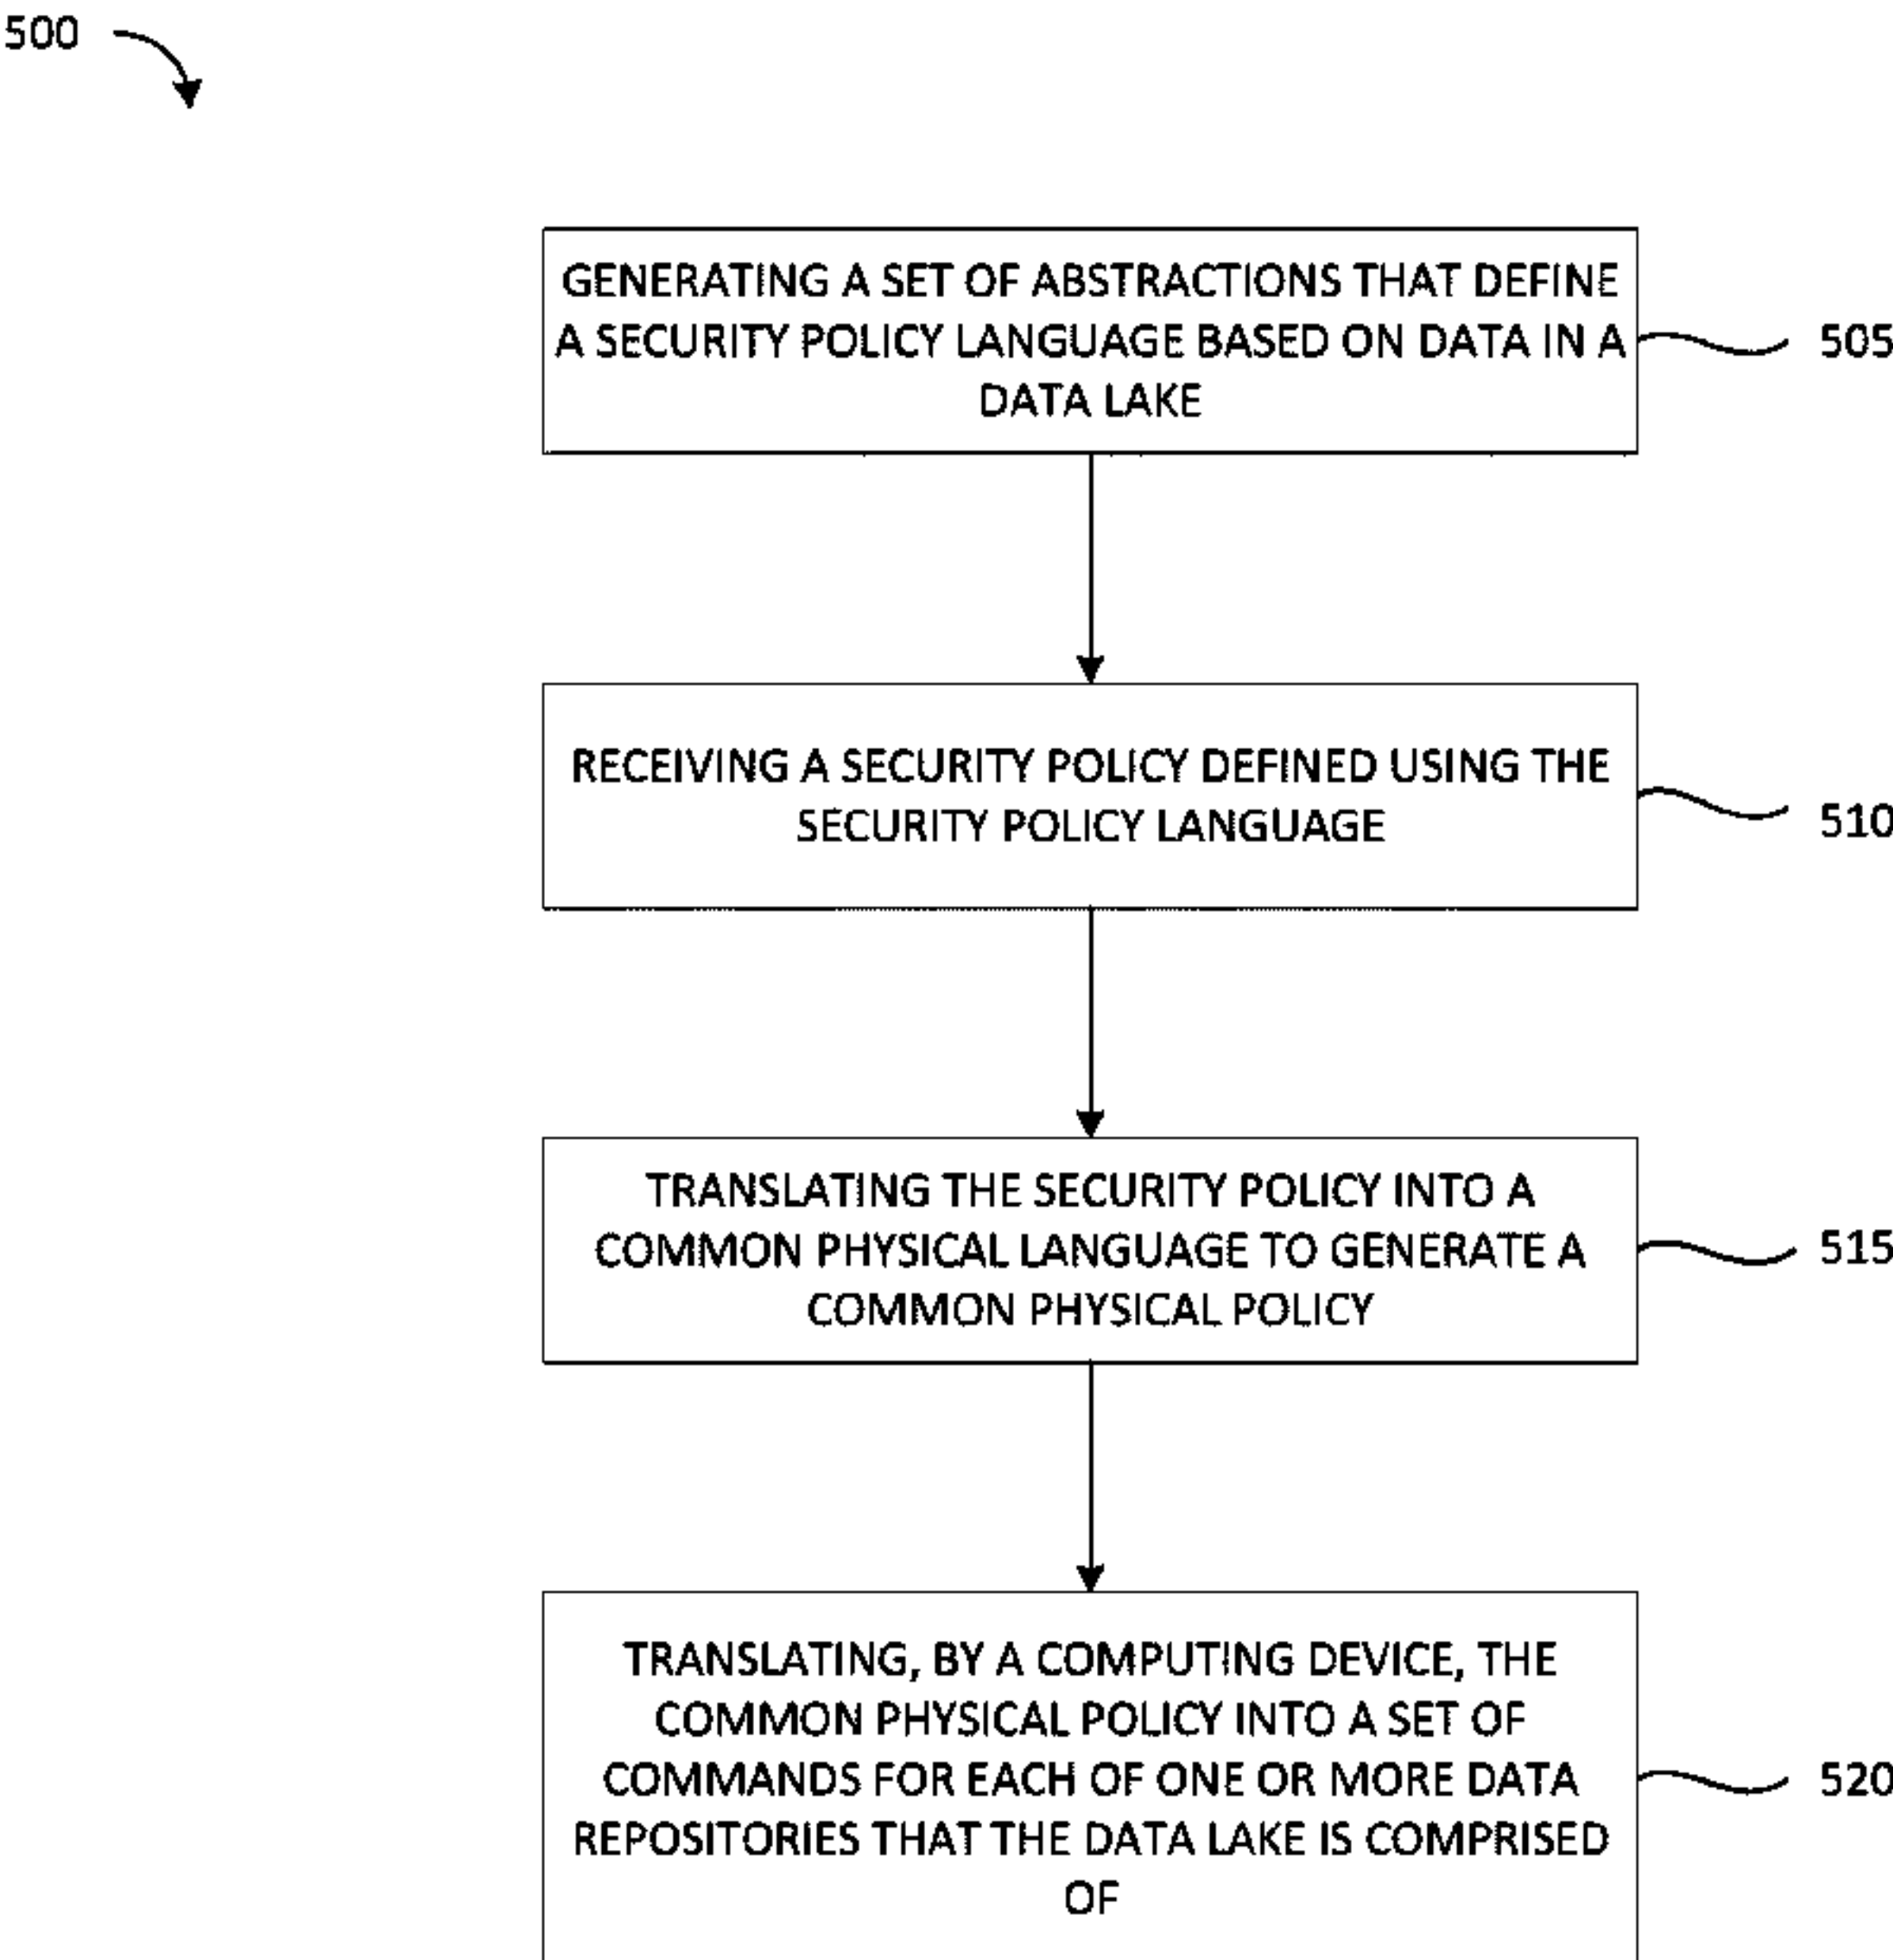 500
GENERATING A SET OF ABSTRACTIONS THAT DEFINE
A SECURITY POLICY LANGUAGE BASED ON DATA IN A
DATA LAKE
505
RECEIVING A SECURITY POLICY DEFINED USING THE
SECURITY POLICY LANGUAGE
510
TRANSLATING THE SECURITY POLICY INTO A
COMMON PHYSICAL LANGUAGE TO GENERATE A
COMMON PHYSICAL POLICY
515
TRANSLATING, BY A COMPUTING DEVICE, THE
COMMON PHYSICAL POLICY INTO A SET OF
COMMANDS FOR EACH OF ONE OR MORE DATA
REPOSITORIES THAT THE DATA LAKE IS COMPRISED
OF
520